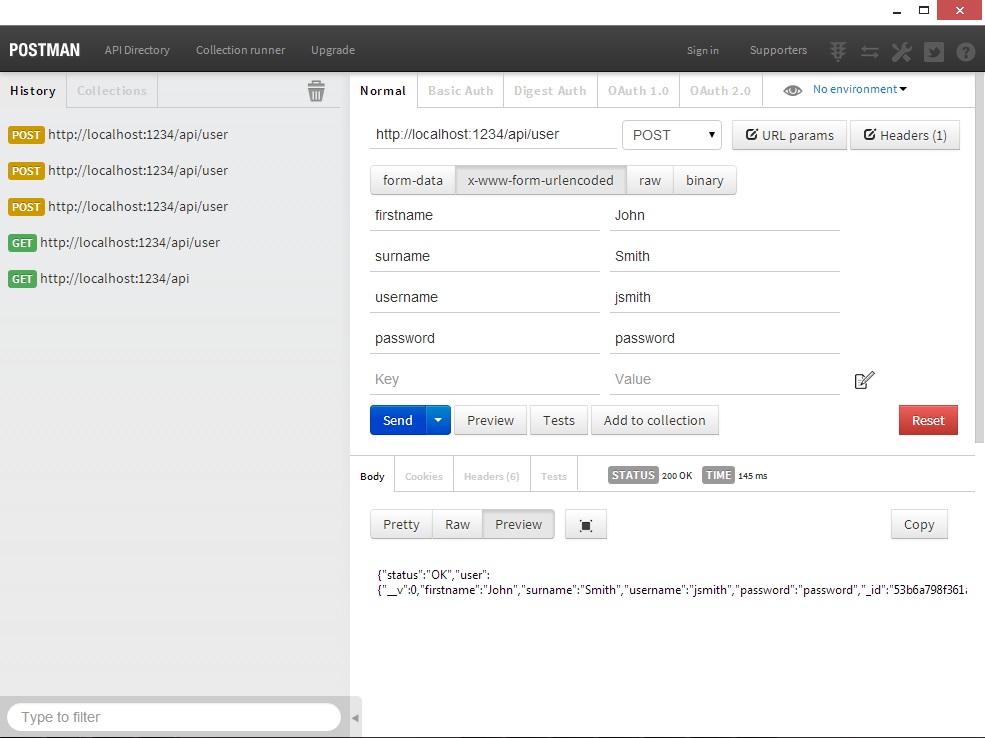 POSTMAN API Directory Collection runner Upgrade Sign in Supporters
History Collections
POST http://localhost:1234/api/user
POST http://localhost:1234/api/user
POST http://localhost:1234/api/user
GET http://localhost:1234/api/user
GET http://localhost:1234/api
Type to filter
Normal Basic Auth Digest Auth OAuth 1.0 OAuth 2.0 No environment
http://localhost:1234/api/user POST URL params Headers (1)
form-data x-www-form-urlencoded raw binary
firstname John
surname Smith
username jsmith
password password
Key Value
Send Preview Tests Add to collection Reset
Body Cookies Headers (6) Tests STATUS 200 OK TIME 145 ms
Pretty Raw Preview Copy
{"status":"OK","user":
{"__v":0,"firstname":"John","surname":"Smith","username":"jsmith","password":"password","_id":"53b6a798f361